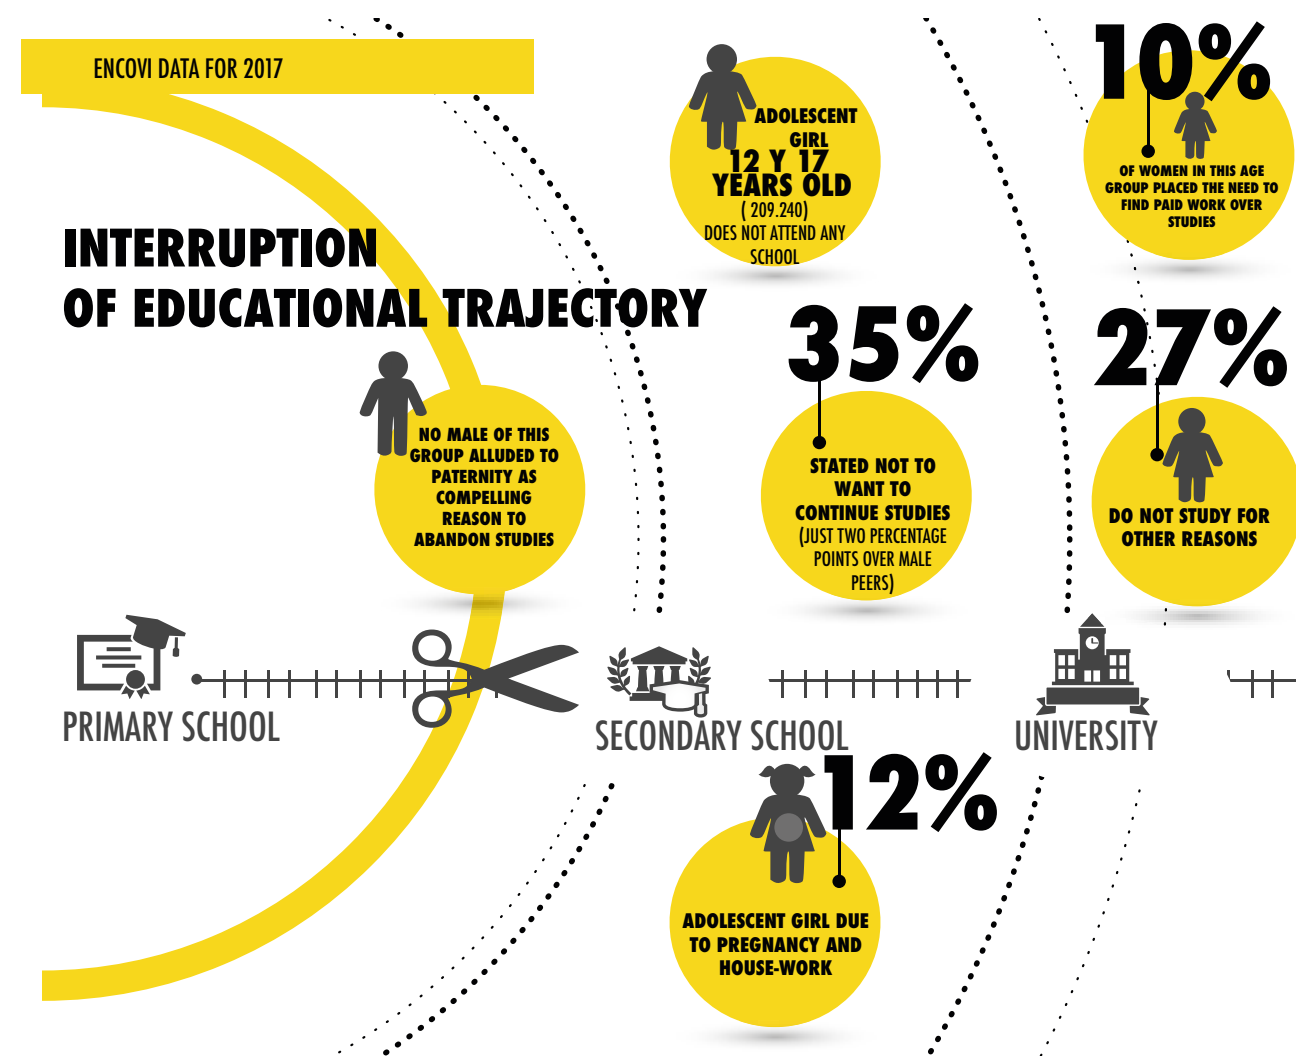 ENCOVI DATA FOR 2017
INTERRUPTION
OF EDUCATIONAL TRAJECTORY
ADOLESCENT
GIRL
12 Y 17
YEARS OLD
( 209.240)
DOES NOT ATTEND ANY
SCHOOL
10%
OF WOMEN IN THIS AGE
GROUP PLACED THE NEED TO
FIND PAID WORK OVER
STUDIES
NO MALE OF THIS
GROUP ALLUDED TO
PATERNITY AS
COMPELLING
REASON TO
ABANDON STUDIES
35%
STATED NOT TO
WANT TO
CONTINUE STUDIES
(JUST TWO PERCENTAGE
POINTS OVER MALE
PEERS)
27%
DO NOT STUDY FOR
OTHER REASONS
PRIMARY SCHOOL
SECONDARY SCHOOL
UNIVERSITY
12%
ADOLESCENT GIRL DUE
TO PREGNANCY AND
HOUSE-WORK